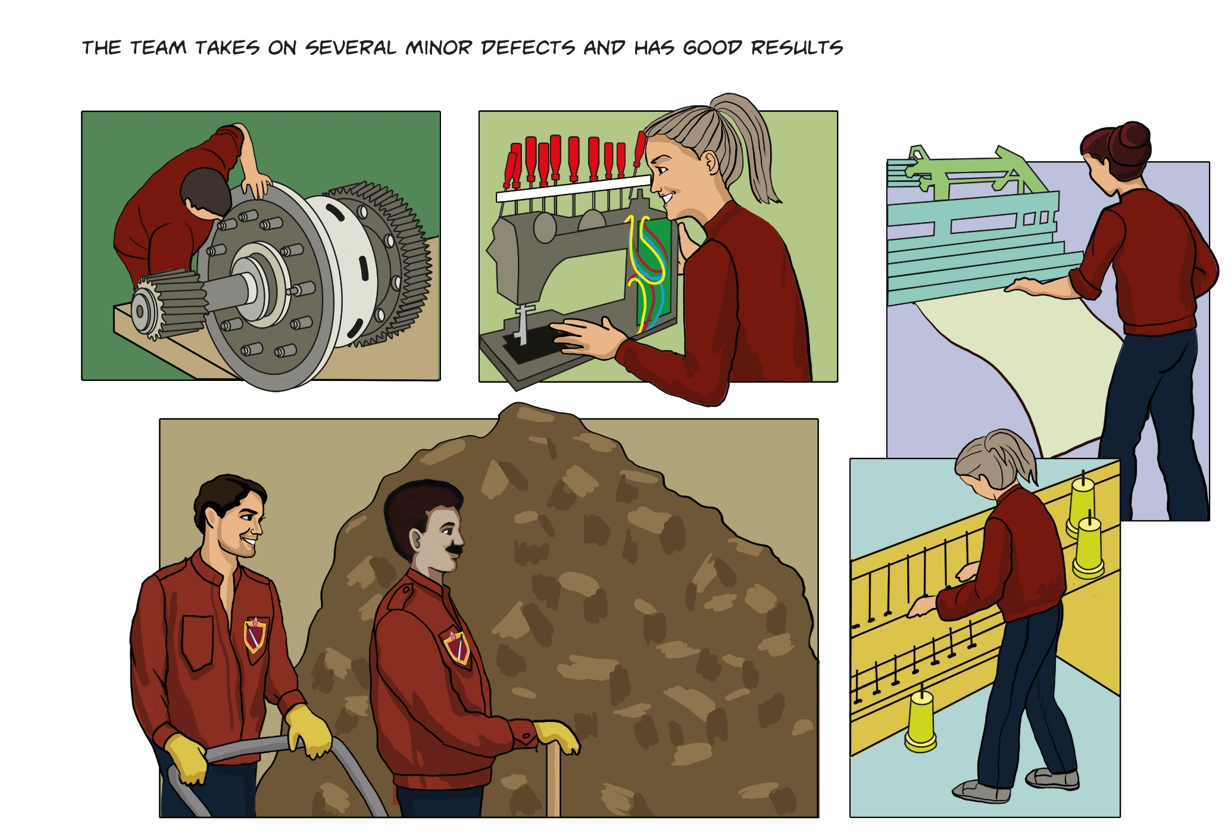 THE TEAM TAKES ON SEVERAL MINOR DEFECTS AND HAS GOOD RESULTS